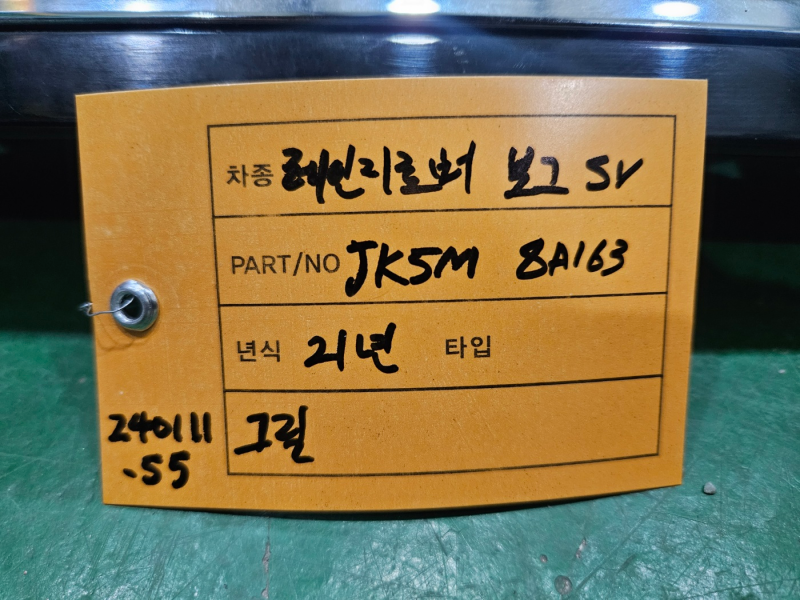 차종 레인지로버 보그 SV
PART/NO JK5M 8A163
년식 21년 타입
그릴
240111
.55